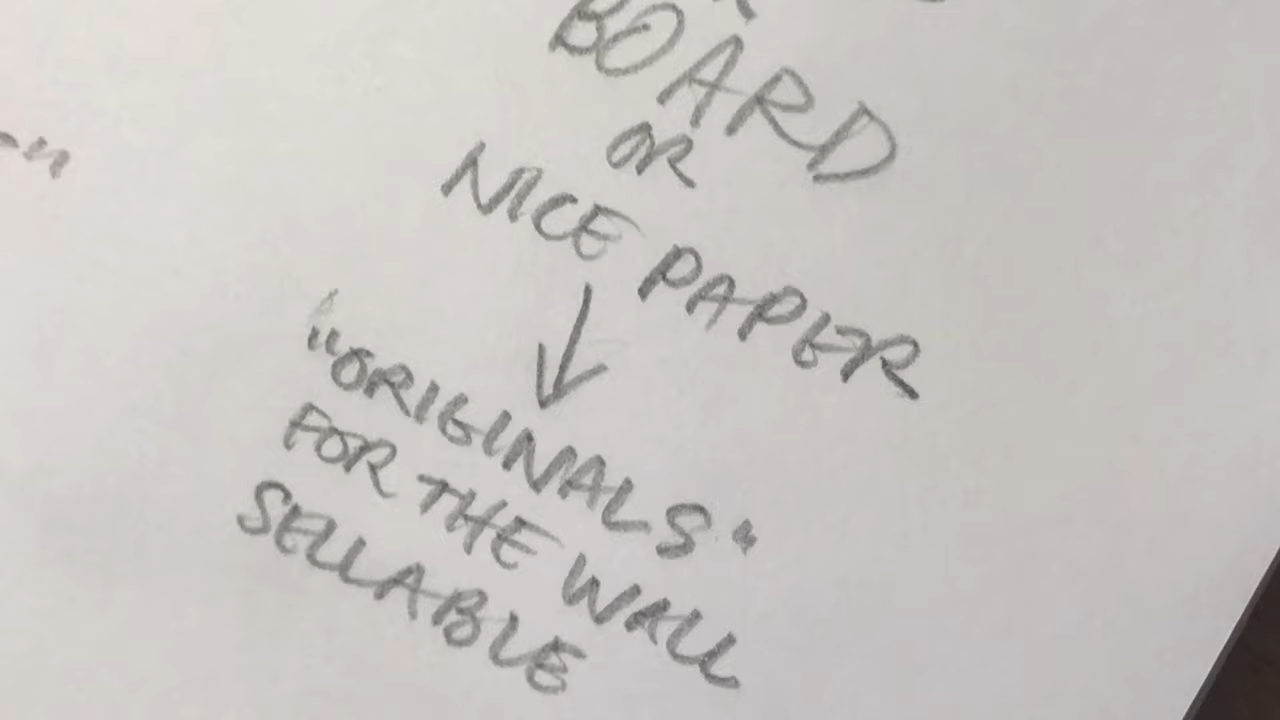 BOARD
OR
NICE PAPER
"ORIGINALS"
FOR THE WALL
SELLABLE